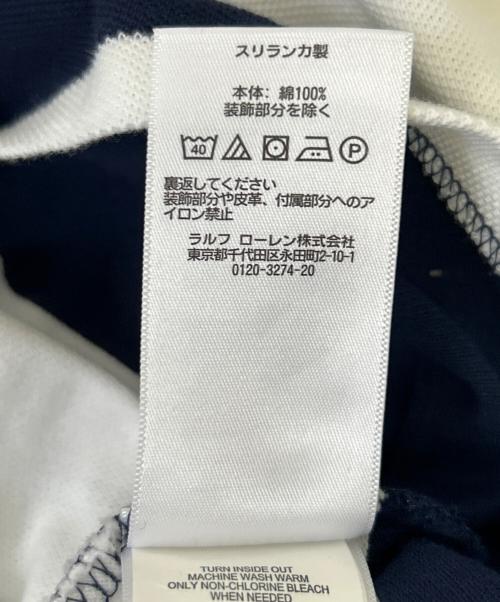 スリランカ製
本体: 綿100%
装飾部分を除く
40 P
裏返してください
装飾部分や皮革、付属部分へのア
イロン禁止
ラルフ ローレン株式会社
東京都千代田区永田町2-10-1
0120-3274-20
TURN INSIDE OUT
MACHINE WASH WARM
ONLY NON-CHLORINE BLEACH
WHEN NEEDED